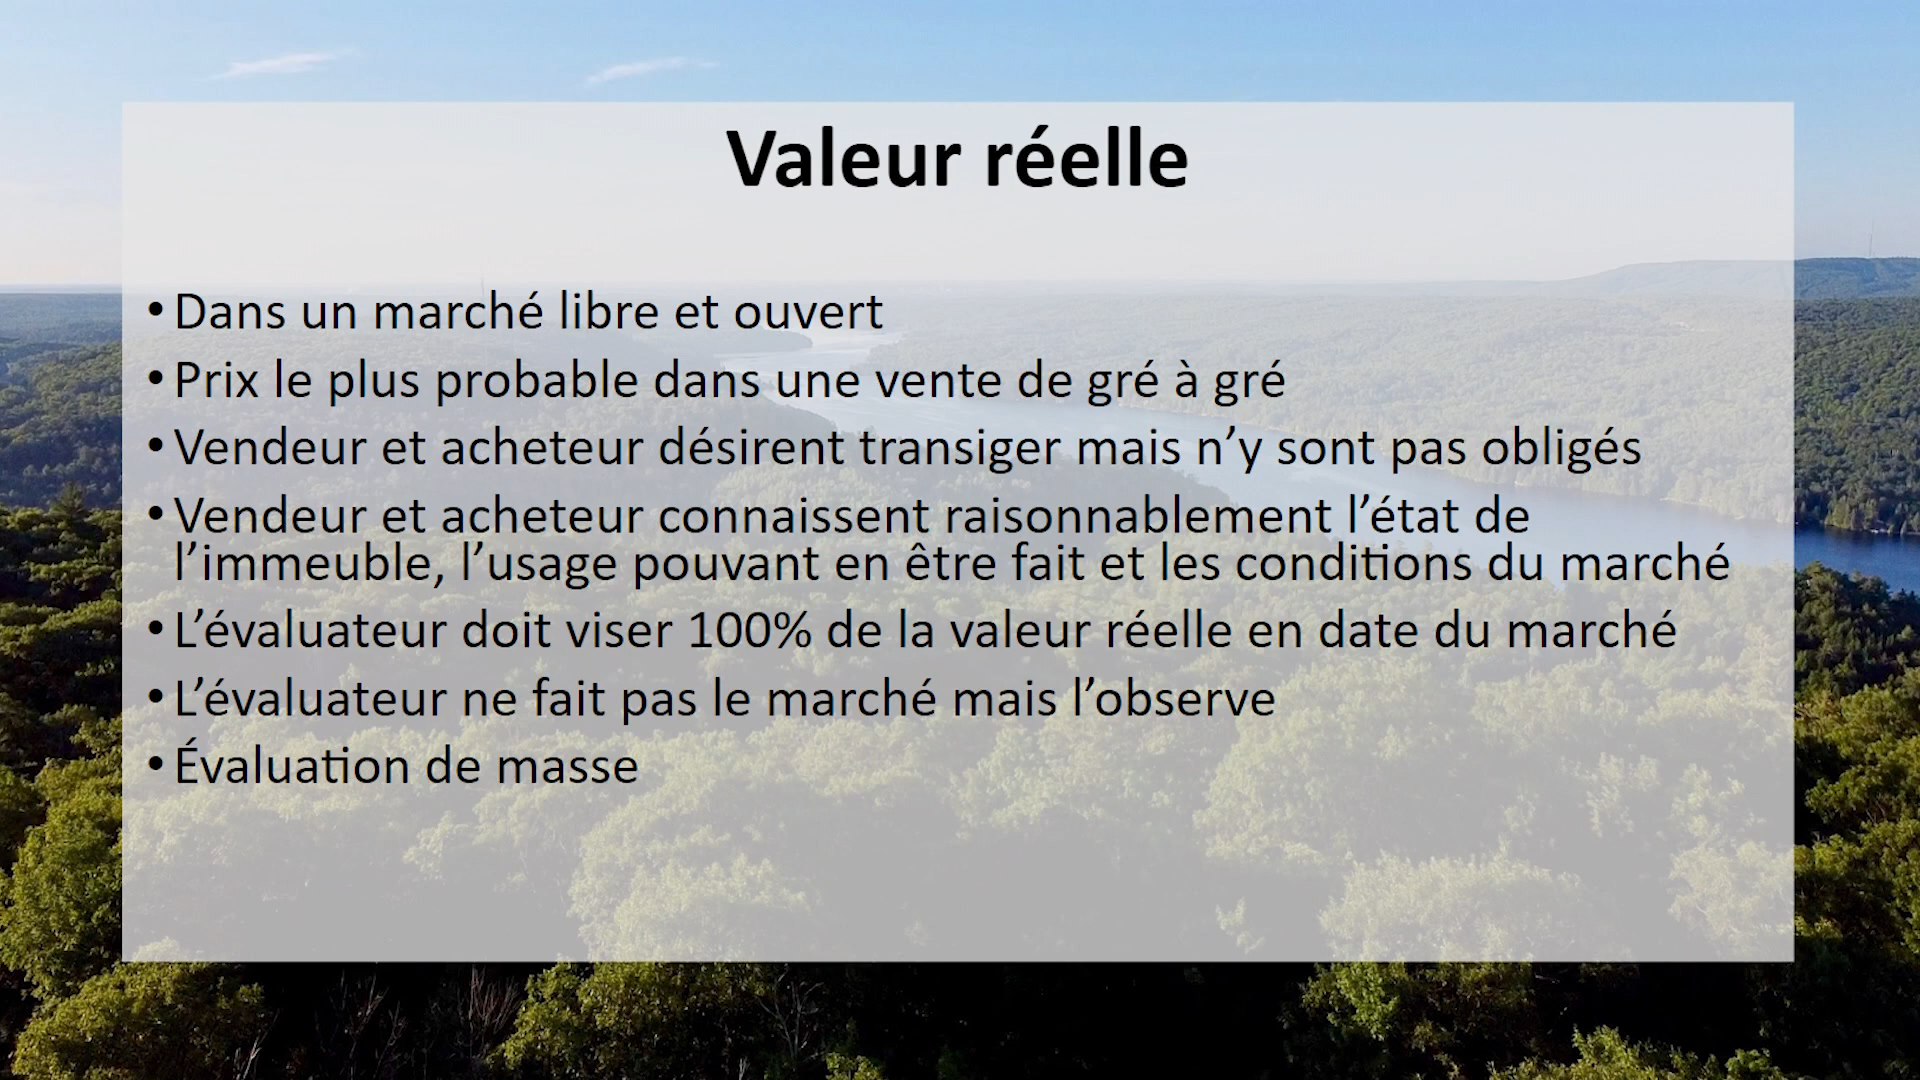 Valeur réelle
• Dans un marché libre et ouvert
• Prix le plus probable dans une vente de gré à gré
• Vendeur et acheteur désirent transiger mais n’y sont pas obligés
• Vendeur et acheteur connaissent raisonnablement l’état de
l’immeuble, l’usage pouvant en être fait et les conditions du marché
• L’évaluateur doit viser 100% de la valeur réelle en date du marché
• L’évaluateur ne fait pas le marché mais l’observe
• Évaluation de masse